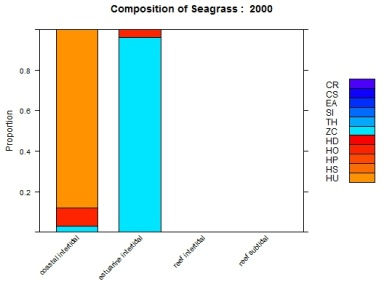 Composition of Seagrass : 2000
Proportion
0.8
0.6
0.4
0.2
coastal intertidal
estuarine intertidal
reef intertidal
reef subtidal
CR
CS
EA
SI
TH
ZC
HD
HO
HP
HS
HU